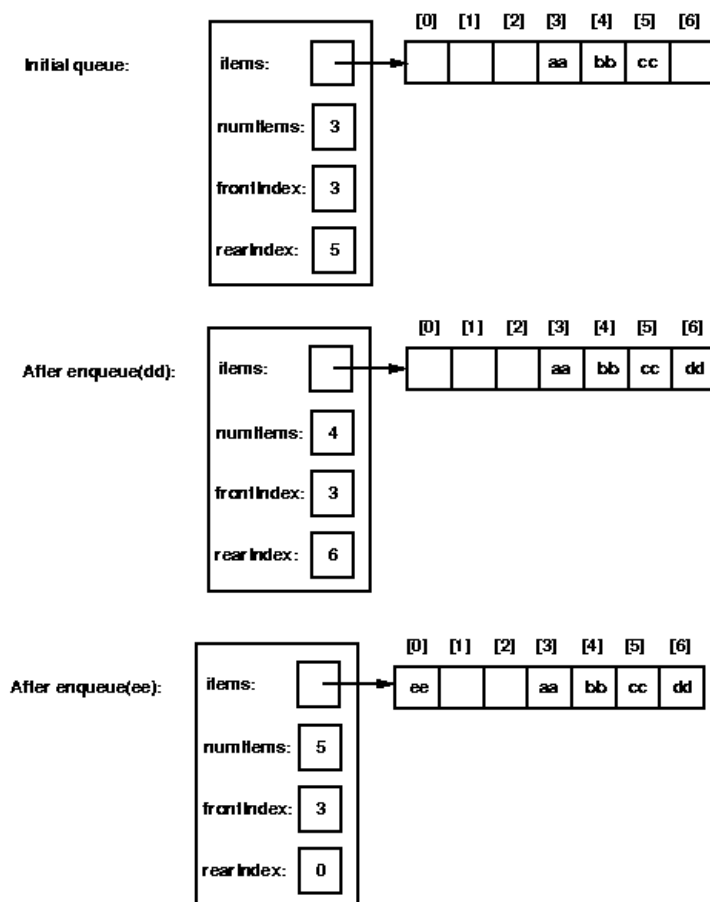 [0] [1] [2] [3] [4] [5] [6]
Initial queue: items: aa bb cc
numItems: 3
frontIndex: 3
rearIndex: 5
[0] [1] [2] [3] [4] [5] [6]
After enqueue(dd): items: aa bb cc dd
numItems: 4
frontIndex: 3
rearIndex: 6
[0] [1] [2] [3] [4] [5] [6]
After enqueue(ee): items: ee aa bb cc dd
numItems: 5
frontIndex: 3
rearIndex: 0